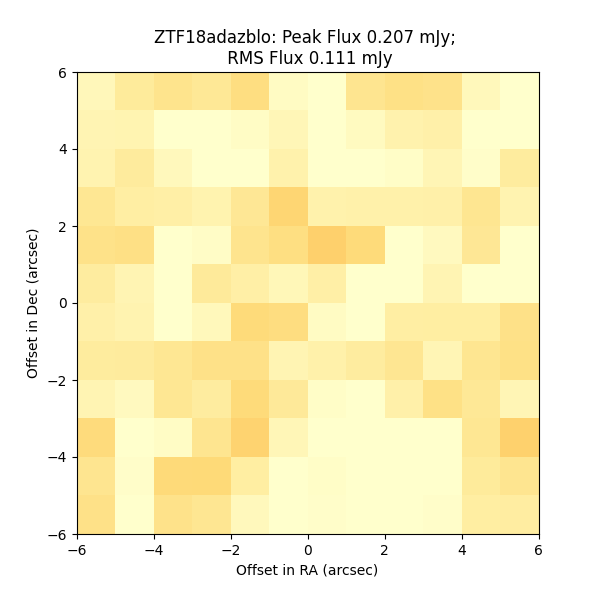 ZTF18adazblo: Peak Flux 0.207 mJy;
RMS Flux 0.111 mJy
6
4
2
0
−2
−4
−6
Offset in Dec (arcsec)
−6 −4 −2 0 2 4 6
Offset in RA (arcsec)